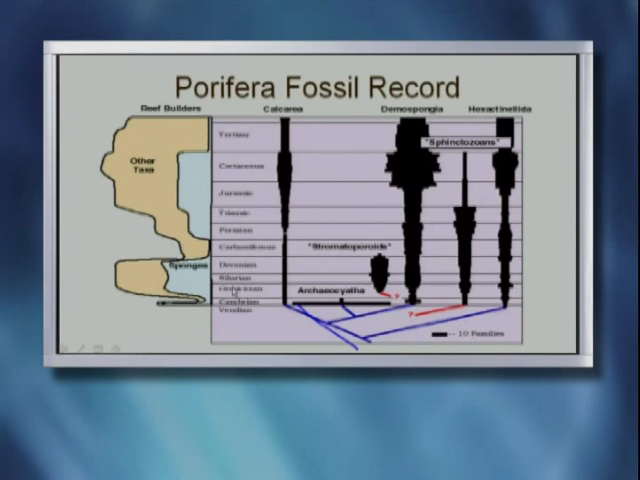 Porifera Fossil Record
Reef Builders
Calcarea
Demospongia
Hexactinellida
Tertiary
"Sphinctozoans"
Other
Taxa
Cretaceous
Jurassic
Triassic
Permian
"Stromatoporoids"
Carboniferous
Sponges
Devonian
Silurian
Ordovician
Archaeocyatha
?
Cambrian
Vendian
?
10 Families